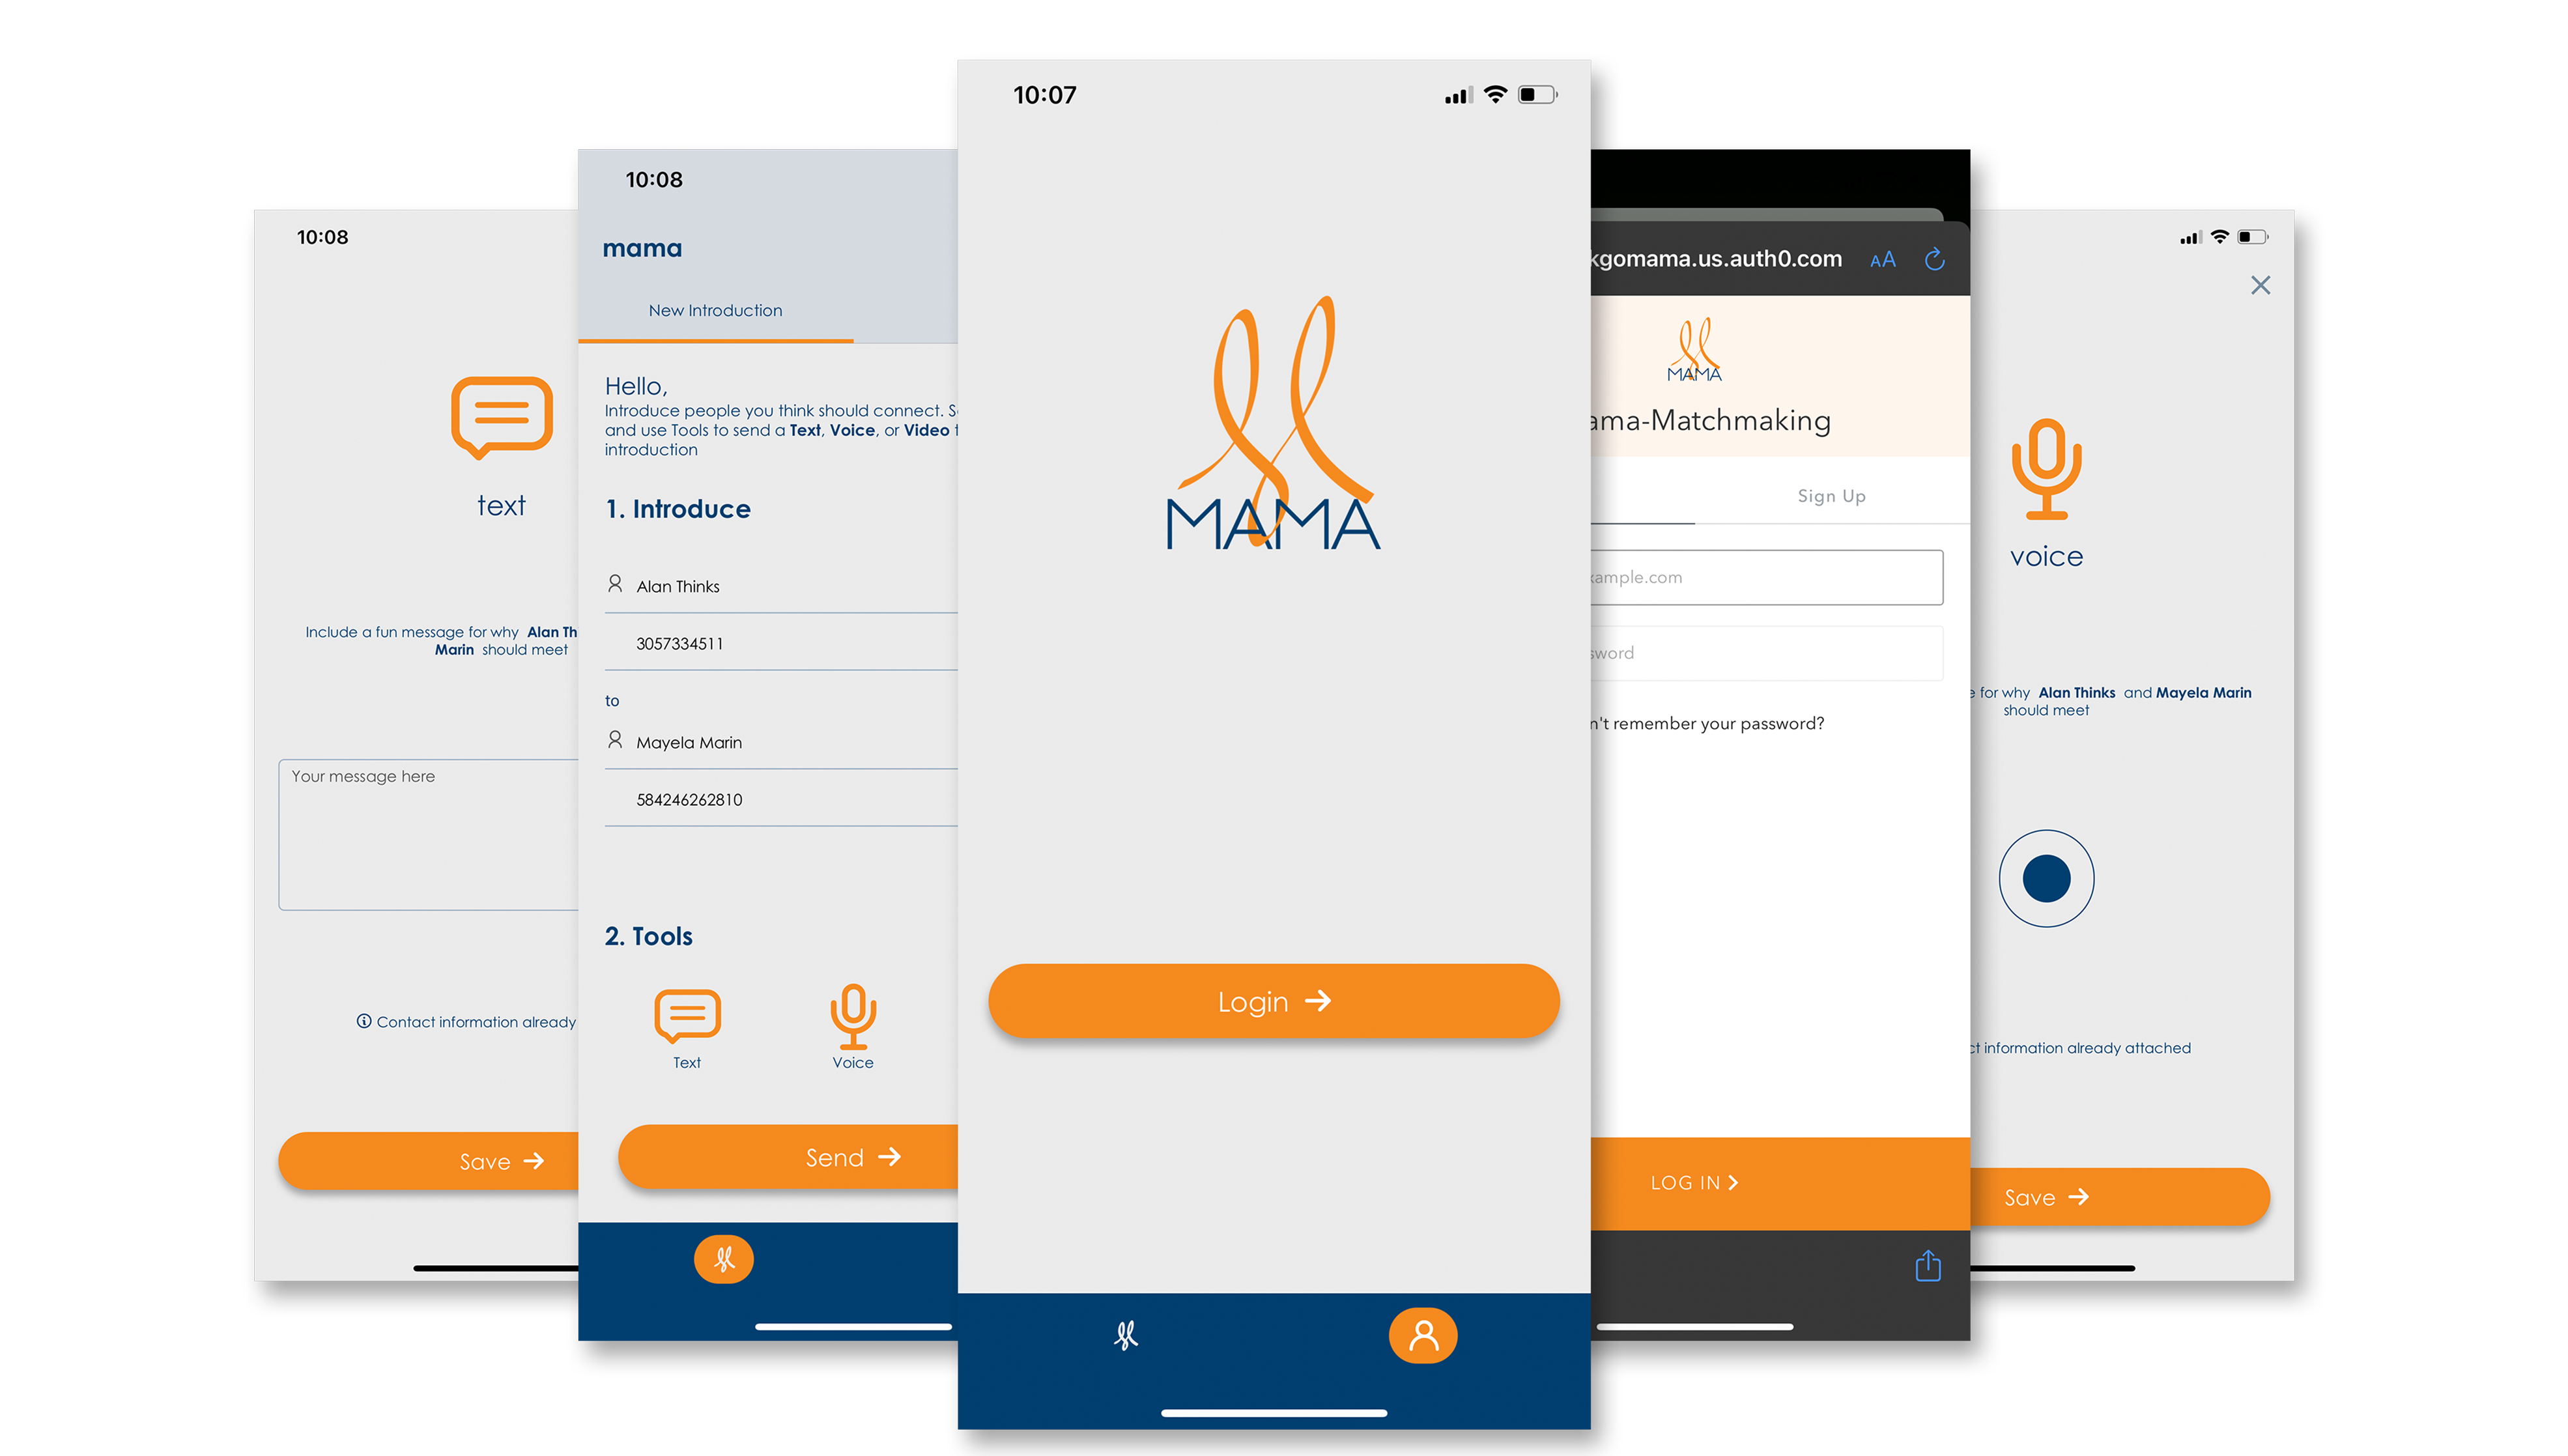 10:08
text
Include a fun message for why Alan Th
Marin should meet
Your message here
Contact information already
Save
10:08
mama
New Introduction
Hello,
Introduce people you think should connect. S
and use Tools to send a Text, Voice, or Video
introduction
1. Introduce
Alan Thinks
3057334511
to
Mayela Marin
584246262810
2. Tools
Text
Voice
Send
10:07
MAMA
Login
kgomama.us.auth0.com
AA
MAMA
ama-Matchmaking
Sign Up
ample.com
sword
n't remember your password?
LOG IN
voice
e for why Alan Thinks and Mayela Marin
should meet
ct information already attached
Save